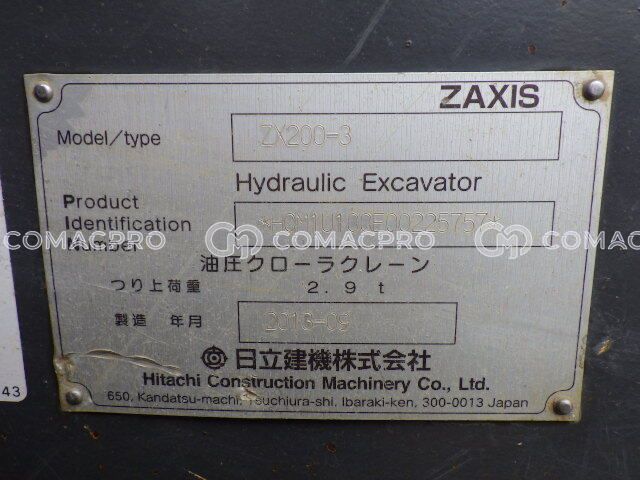 ZAXIS
Model/type ZX200-3
Hydraulic Excavator
Product
Identification
Number
油圧クローラクレーン
つり上荷重 2.9 t
製造 年月
日立建機株式会社
Hitachi Construction Machinery Co., Ltd.
650, Kandatsu-machi, Tsuchiura-shi, Ibaraki-ken, 300-0013 Japan
43
COMACPRO COMACPRO COMACPRO